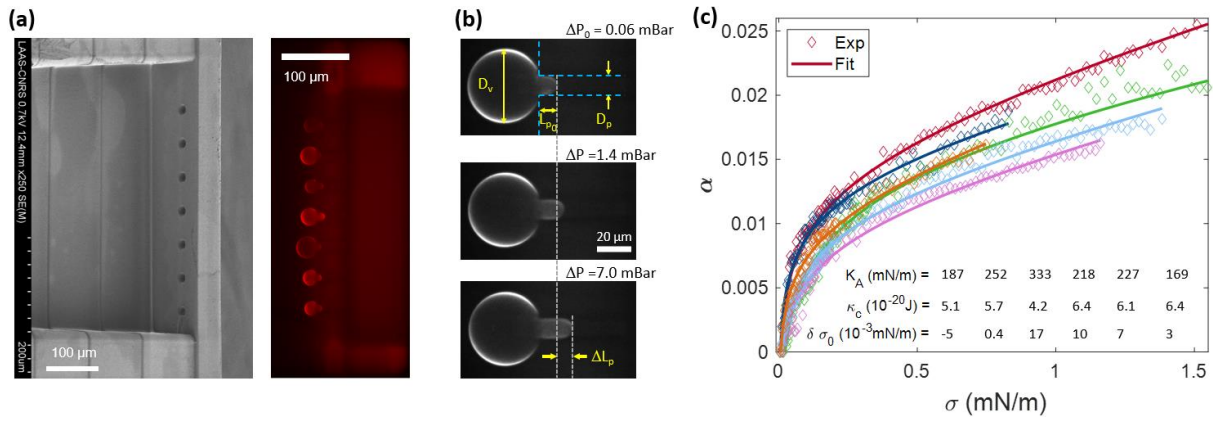 (a)
LAAS-CNRS 0.7kV 12.4mm x250 SE(M)
200um
100 µm
100 µm
(b)
ΔP₀ = 0.06 mBar
Dᵥ
Lₚ₀
Dₚ
ΔP =1.4 mBar
20 µm
ΔP =7.0 mBar
ΔLₚ
(c)
0.025
0.02
0.015
0.01
0.005
0
α
Exp
Fit
K_A (mN/m) = 187 252 333 218 227 169
κ_c (10⁻²⁰J) = 5.1 5.7 4.2 6.4 6.1 6.4
δ σ₀ (10⁻³mN/m) = -5 0.4 17 10 7 3
0 0.5 1 1.5
σ (mN/m)